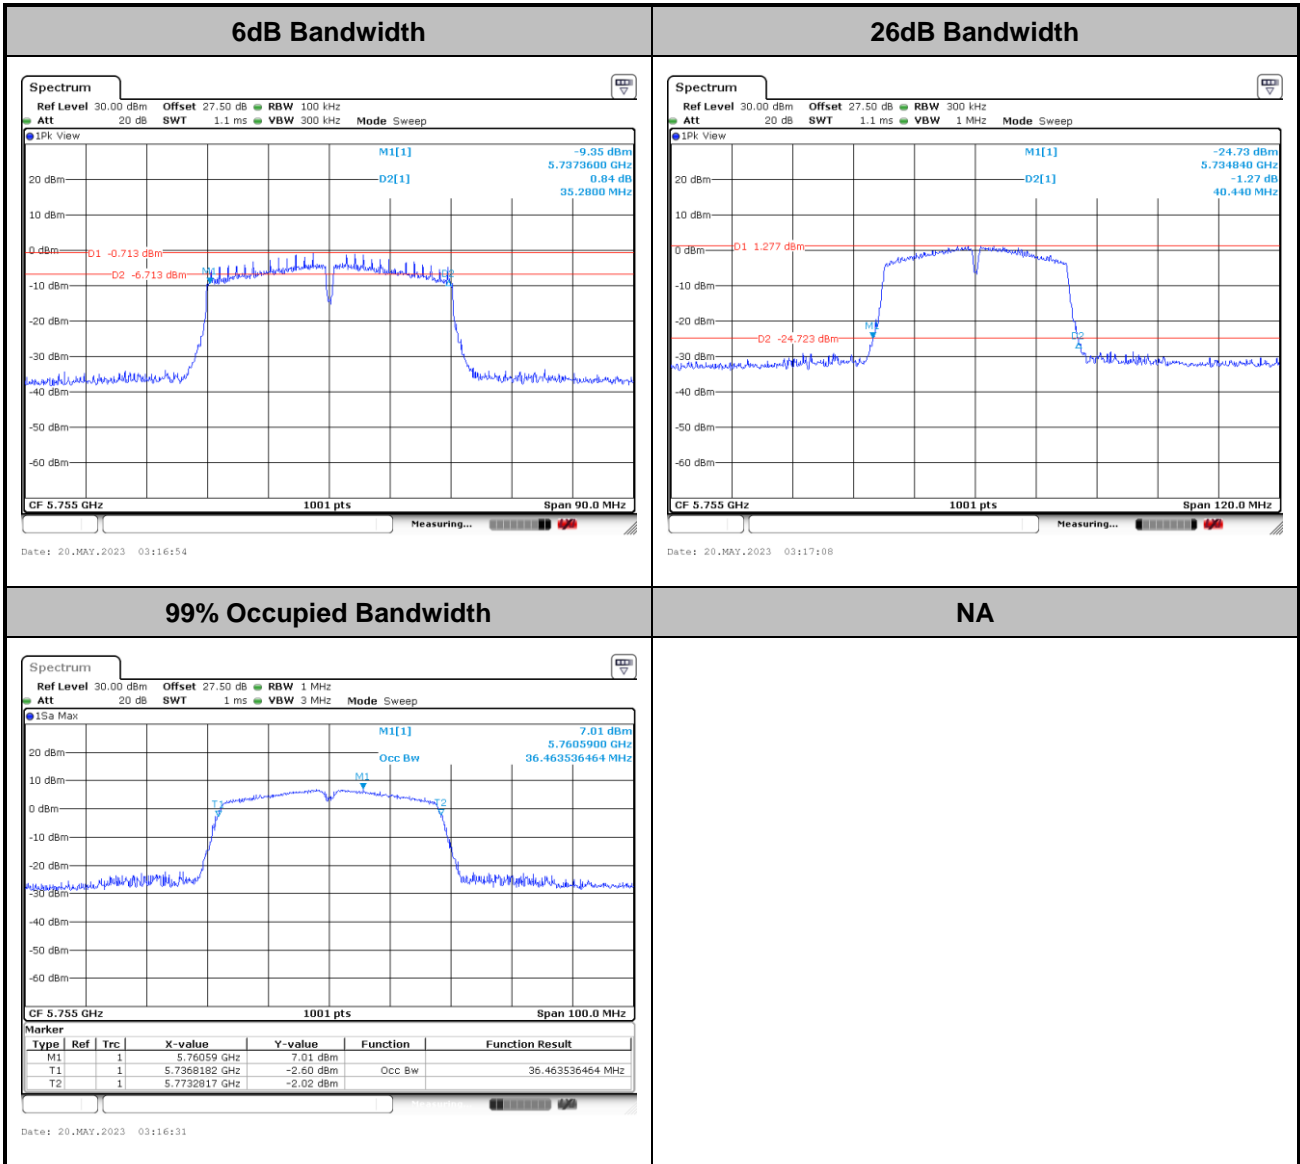 6dB Bandwidth
26dB Bandwidth
Spectrum
Ref Level 30.00 dBm Offset 27.50 dB RBW 100 kHz
Att 20 dB SWT 1.1 ms VBW 300 kHz Mode Sweep
1Pk View
M1[1] -9.35 dBm
5.7373600 GHz
D2[1] 0.84 dB
35.2800 MHz
20 dBm
10 dBm
0 dBm
D1 -0.713 dBm
D2 -6.713 dBm
M1
D2
-10 dBm
-20 dBm
-30 dBm
-40 dBm
-50 dBm
-60 dBm
CF 5.755 GHz 1001 pts Span 90.0 MHz
Measuring...
Date: 20.MAY.2023 03:16:54
Spectrum
Ref Level 30.00 dBm Offset 27.50 dB RBW 300 kHz
Att 20 dB SWT 1.1 ms VBW 1 MHz Mode Sweep
1Pk View
M1[1] -24.73 dBm
5.734840 GHz
D2[1] -1.27 dB
40.440 MHz
20 dBm
10 dBm
0 dBm
D1 1.277 dBm
-10 dBm
-20 dBm
M1
D2
D2 -24.723 dBm
-30 dBm
-40 dBm
-50 dBm
-60 dBm
CF 5.755 GHz 1001 pts Span 120.0 MHz
Measuring...
Date: 20.MAY.2023 03:17:08
99% Occupied Bandwidth
NA
Spectrum
Ref Level 30.00 dBm Offset 27.50 dB RBW 1 MHz
Att 20 dB SWT 1 ms VBW 3 MHz Mode Sweep
1Sa Max
M1[1] 7.01 dBm
5.7605900 GHz
Occ Bw 36.463536464 MHz
20 dBm
10 dBm
M1
0 dBm
T1
T2
-10 dBm
-20 dBm
-30 dBm
-40 dBm
-50 dBm
-60 dBm
CF 5.755 GHz 1001 pts Span 100.0 MHz
Marker
Type Ref Trc X-value Y-value Function Function Result
M1 1 5.76059 GHz 7.01 dBm
T1 1 5.7368182 GHz -2.60 dBm Occ Bw 36.463536464 MHz
T2 1 5.7732817 GHz -2.02 dBm
Date: 20.MAY.2023 03:16:31